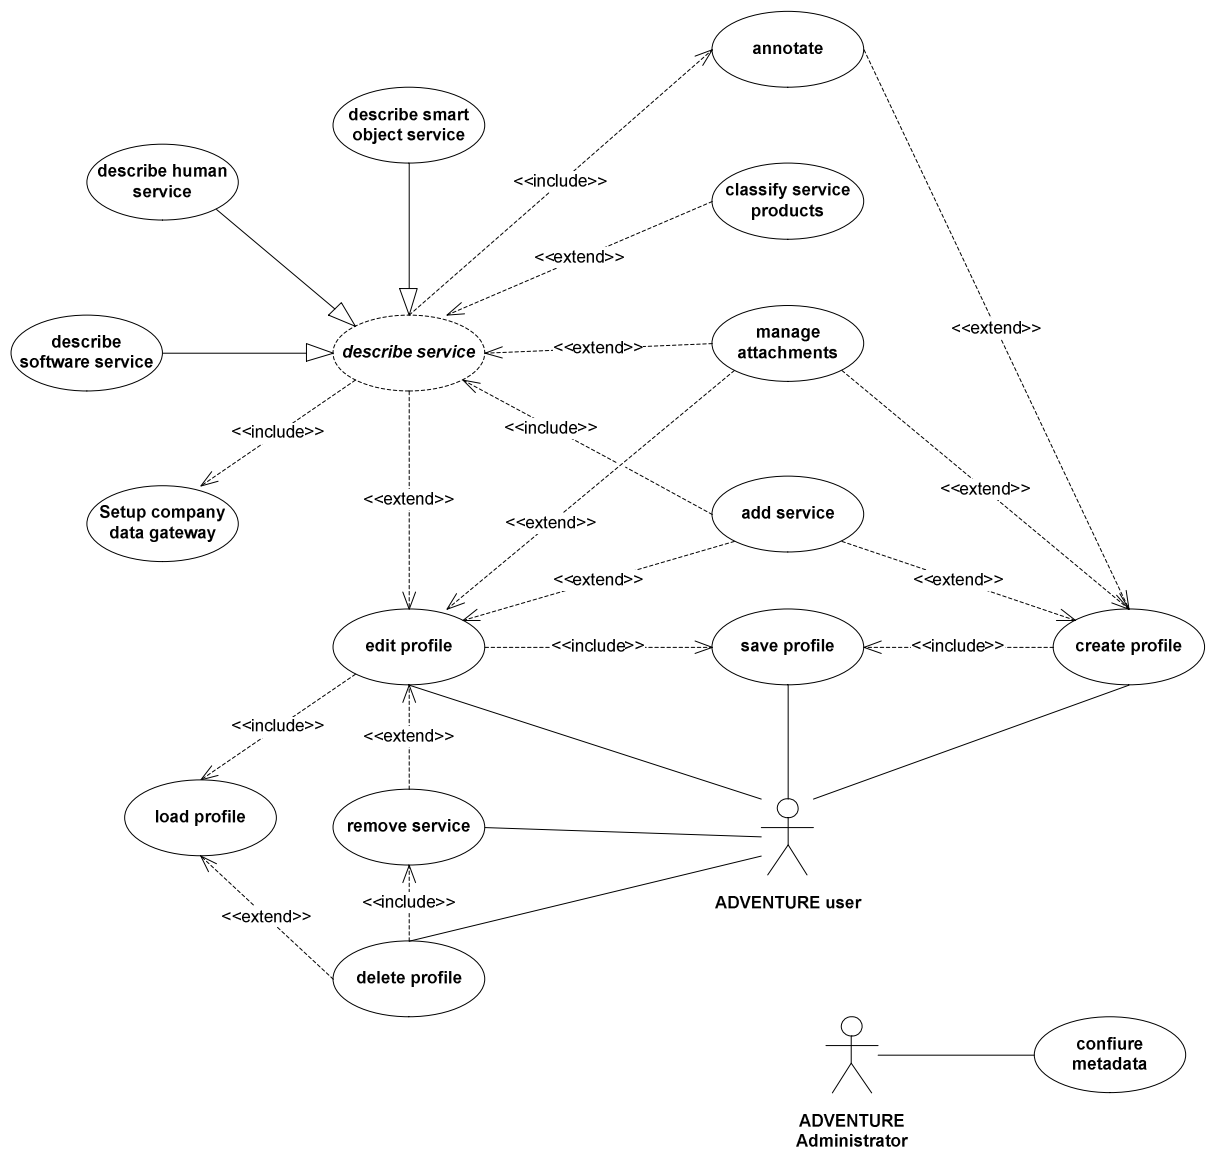 annotate
describe smart
object service
describe human
service
<<include>>
classify service
products
<<extend>>
<<extend>>
describe
software service
describe service
<<extend>>
manage
attachments
<<include>>
<<include>>
<<extend>>
<<extend>>
Setup company
data gateway
<<extend>>
add service
<<extend>>
<<extend>>
edit profile
<<include>>
save profile
<<include>>
create profile
<<include>>
<<extend>>
load profile
remove service
<<include>>
<<extend>>
ADVENTURE user
delete profile
confiure
metadata
ADVENTURE
Administrator